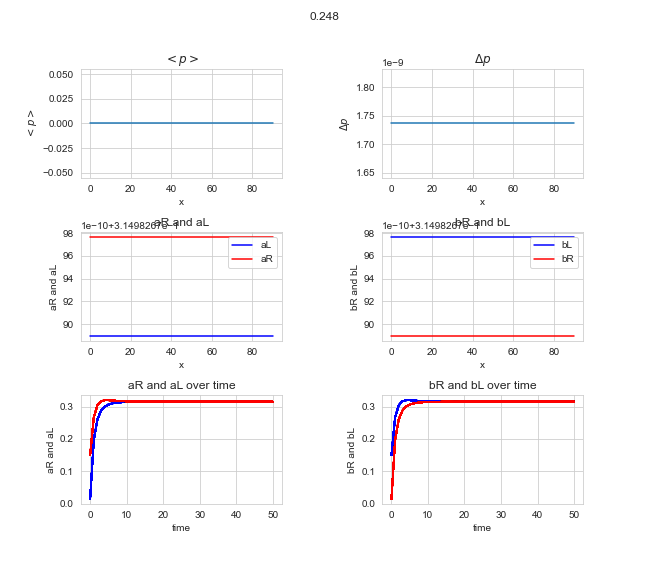 0.248
< p >
Δp
1e−9
0.050
0.025
0.000
−0.025
−0.050
< p >
0 20 40 60 80
x
1.80
1.75
1.70
1.65
Δp
0 20 40 60 80
x
aR and aL
1e−10+3.1498267e−1
98
96
94
92
90
aR and aL
aL
aR
0 20 40 60 80
x
bR and bL
1e−10+3.1498267e−1
98
96
94
92
90
bR and bL
bL
bR
0 20 40 60 80
x
aR and aL over time
0.3
0.2
0.1
0.0
aR and aL
0 10 20 30 40 50
time
bR and bL over time
0.3
0.2
0.1
0.0
bR and bL
0 10 20 30 40 50
time